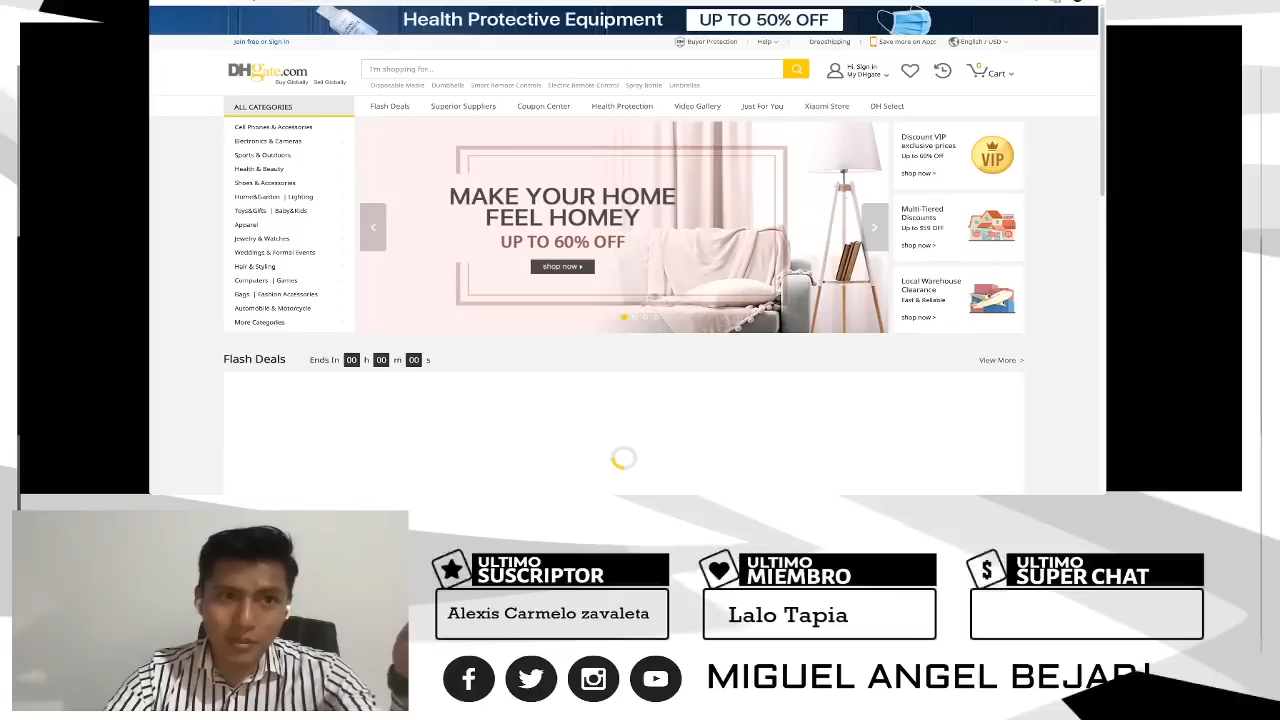 Health Protective Equipment UP TO 50% OFF
Join free or Sign in
Buyer Protection Help Dropshipping Save more on App! English / USD
DHgate.com
Buy Globally Sell Globally
I'm shopping for...
Hi, Sign in
My DHgate
0
Cart
Disposable Masks Dumbbells Smart Remote Controls Electric Remote Control Spray Bottle Umbrellas
ALL CATEGORIES
Flash Deals Superior Suppliers Coupon Center Health Protection Video Gallery Just For You Xiaomi Store DH Select
Cell Phones & Accessories
Electronics & Cameras
Sports & Outdoors
Health & Beauty
Shoes & Accessories
Home&Garden | Lighting
Toys&Gifts | Baby&Kids
Apparel
Jewelry & Watches
Weddings & Formal Events
Hair & Styling
Computers | Games
Bags | Fashion Accessories
Automobile & Motorcycle
More Categories
MAKE YOUR HOME
FEEL HOMEY
UP TO 60% OFF
shop now
Discount VIP
exclusive prices
Up to 60% Off
shop now >
VIP
Multi-Tiered
Discounts
Up to $59 OFF
shop now >
Local Warehouse
Clearance
Fast & Reliable
shop now >
Flash Deals Ends In 00 h 00 m 00 s
View More >
ULTIMO
SUSCRIPTOR
Alexis Carmelo zavaleta
ULTIMO
MIEMBRO
Lalo Tapia
ULTIMO
SUPER CHAT
MIGUEL ANGEL